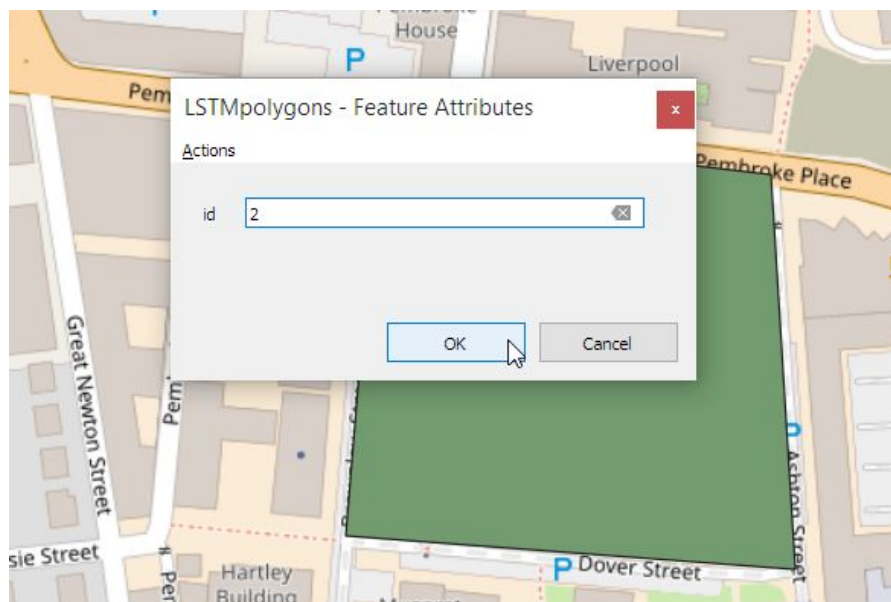 House
P
Liverpool
Pem
LSTMpolygons - Feature Attributes
x
Actions
Pembroke Place
id
2
OK
Cancel
Great Newton Street
Pem
P
Ashton Street
sie Street
Hartley
Building
Per
P
Dover Street